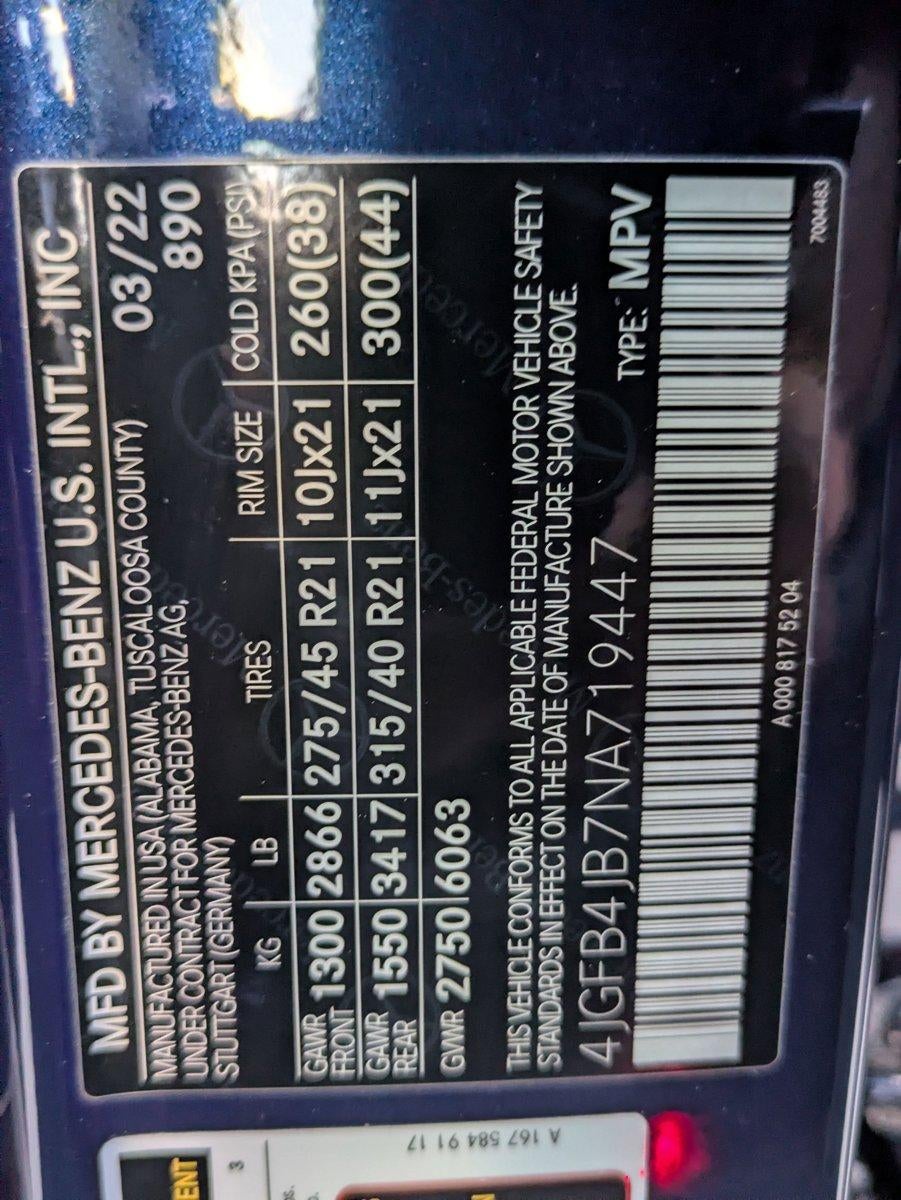 MFD BY MERCEDES-BENZ U.S. INTL., INC
MANUFACTURED IN USA (ALABAMA, TUSCALOOSA COUNTY) 03/22
UNDER CONTRACT FOR MERCEDES-BENZ AG, 890
STUTTGART (GERMANY)
KG LB TIRES RIM SIZE COLD KPA (PSI)
GAWR FRONT 1300 2866 275/45 R21 10Jx21 260(38)
GAWR REAR 1550 3417 315/40 R21 11Jx21 300(44)
GWR 2750 6063
THIS VEHICLE CONFORMS TO ALL APPLICABLE FEDERAL MOTOR VEHICLE SAFETY
STANDARDS IN EFFECT ON THE DATE OF MANUFACTURE SHOWN ABOVE.
4JGFB4JB7NA719447 TYPE: MPV
A 000 817 52 04
7004483
A 167 584 91 17
3